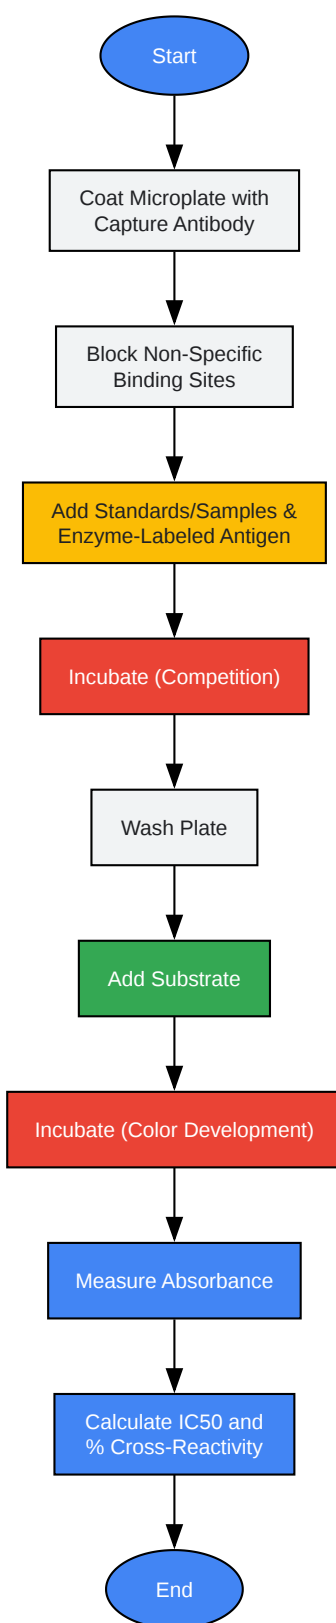 Start
Coat Microplate with
Capture Antibody
Block Non-Specific
Binding Sites
Add Standards/Samples &
Enzyme-Labeled Antigen
Incubate (Competition)
Wash Plate
Add Substrate
Incubate (Color Development)
Measure Absorbance
Calculate IC50 and
% Cross-Reactivity
End